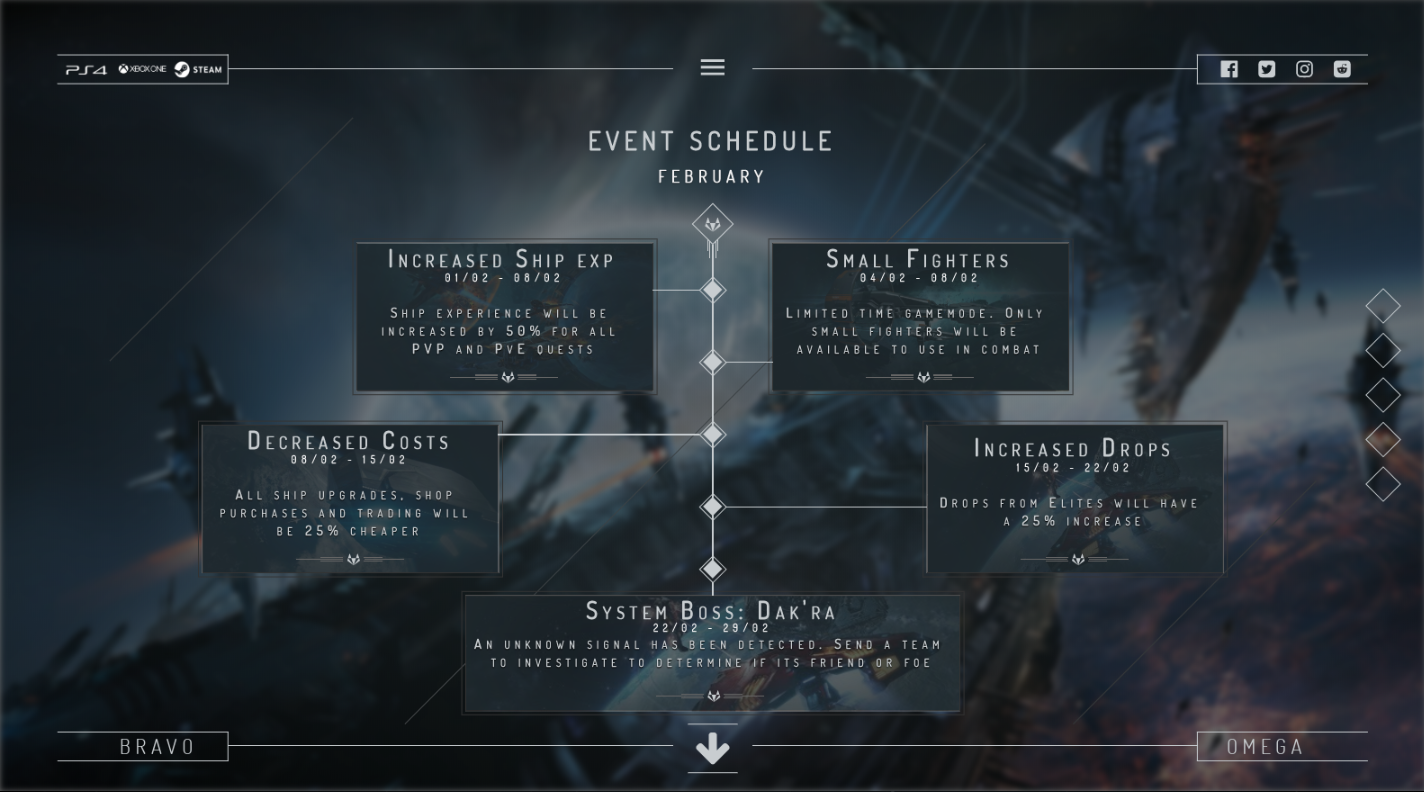 PS4 XBOX ONE STEAM
EVENT SCHEDULE
FEBRUARY
Increased Ship exp
01/02 - 08/02
Ship experience will be
increased by 50% for all
PVP and PvE quests
Small Fighters
04/02 - 08/02
Limited time gamemode. Only
small fighters will be
available to use in combat
Decreased Costs
08/02 - 15/02
All ship upgrades, shop
purchases and trading will
be 25% cheaper
Increased Drops
15/02 - 22/02
Drops from Elites will have
a 25% increase
System Boss: Dak'ra
22/02 - 29/02
An unknown signal has been detected. Send a team
to investigate to determine if its friend or foe
BRAVO
OMEGA